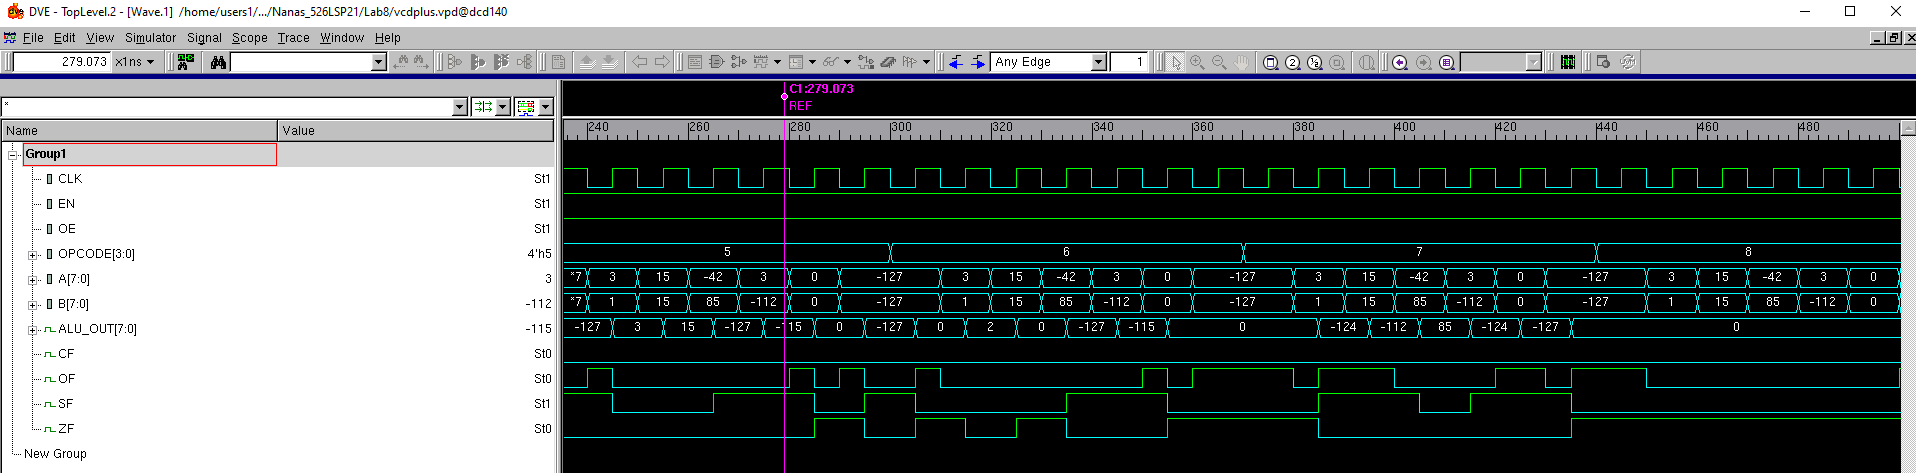 DVE - TopLevel.2 - [Wave.1] /home/users1/.../Nanas_526LSP21/Lab8/vcdplus.vpd@dcd140
File Edit View Simulator Signal Scope Trace Window Help
279.073 x1ns Any Edge 1
C1:279.073
* REF
Name Value 240 260 280 300 320 340 360 380 400 420 440 460 480
Group1
CLK St1
EN St1
OE St1
OPCODE[3:0] 4'h5 5 6 7 8
A[7:0] 3 *7 3 15 -42 3 0 -127 3 15 -42 3 0 -127 3 15 -42 3 0 -127 3 15 -42 3 0
B[7:0] -112 *7 1 15 85 -112 0 -127 1 15 85 -112 0 -127 1 15 85 -112 0 -127 1 15 85 -112 0
ALU_OUT[7:0] -115 -127 3 15 -127 -115 0 -127 0 2 0 -127 -115 0 -124 -112 85 -124 -127 0
CF St0
OF St0
SF St1
ZF St0
New Group